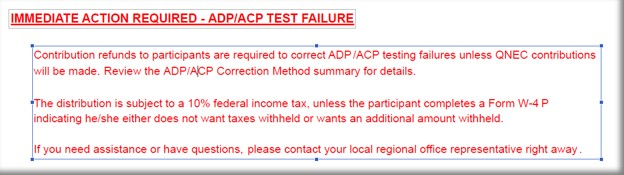 IMMEDIATE ACTION REQUIRED - ADP/ACP TEST FAILURE
Contribution refunds to participants are required to correct ADP/ACP testing failures unless QNEC contributions
will be made. Review the ADP/ACP Correction Method summary for details.
The distribution is subject to a 10% federal income tax, unless the participant completes a Form W-4 P
indicating he/she either does not want taxes withheld or wants an additional amount withheld.
If you need assistance or have questions, please contact your local regional office representative right away.